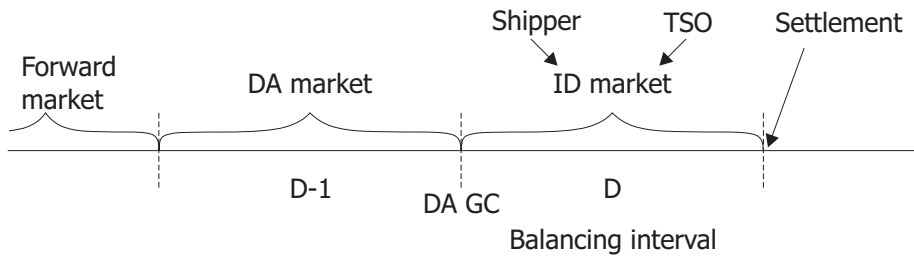 Shipper TSO Settlement
Forward
market
DA market
ID market
D-1
DA GC
D
Balancing interval